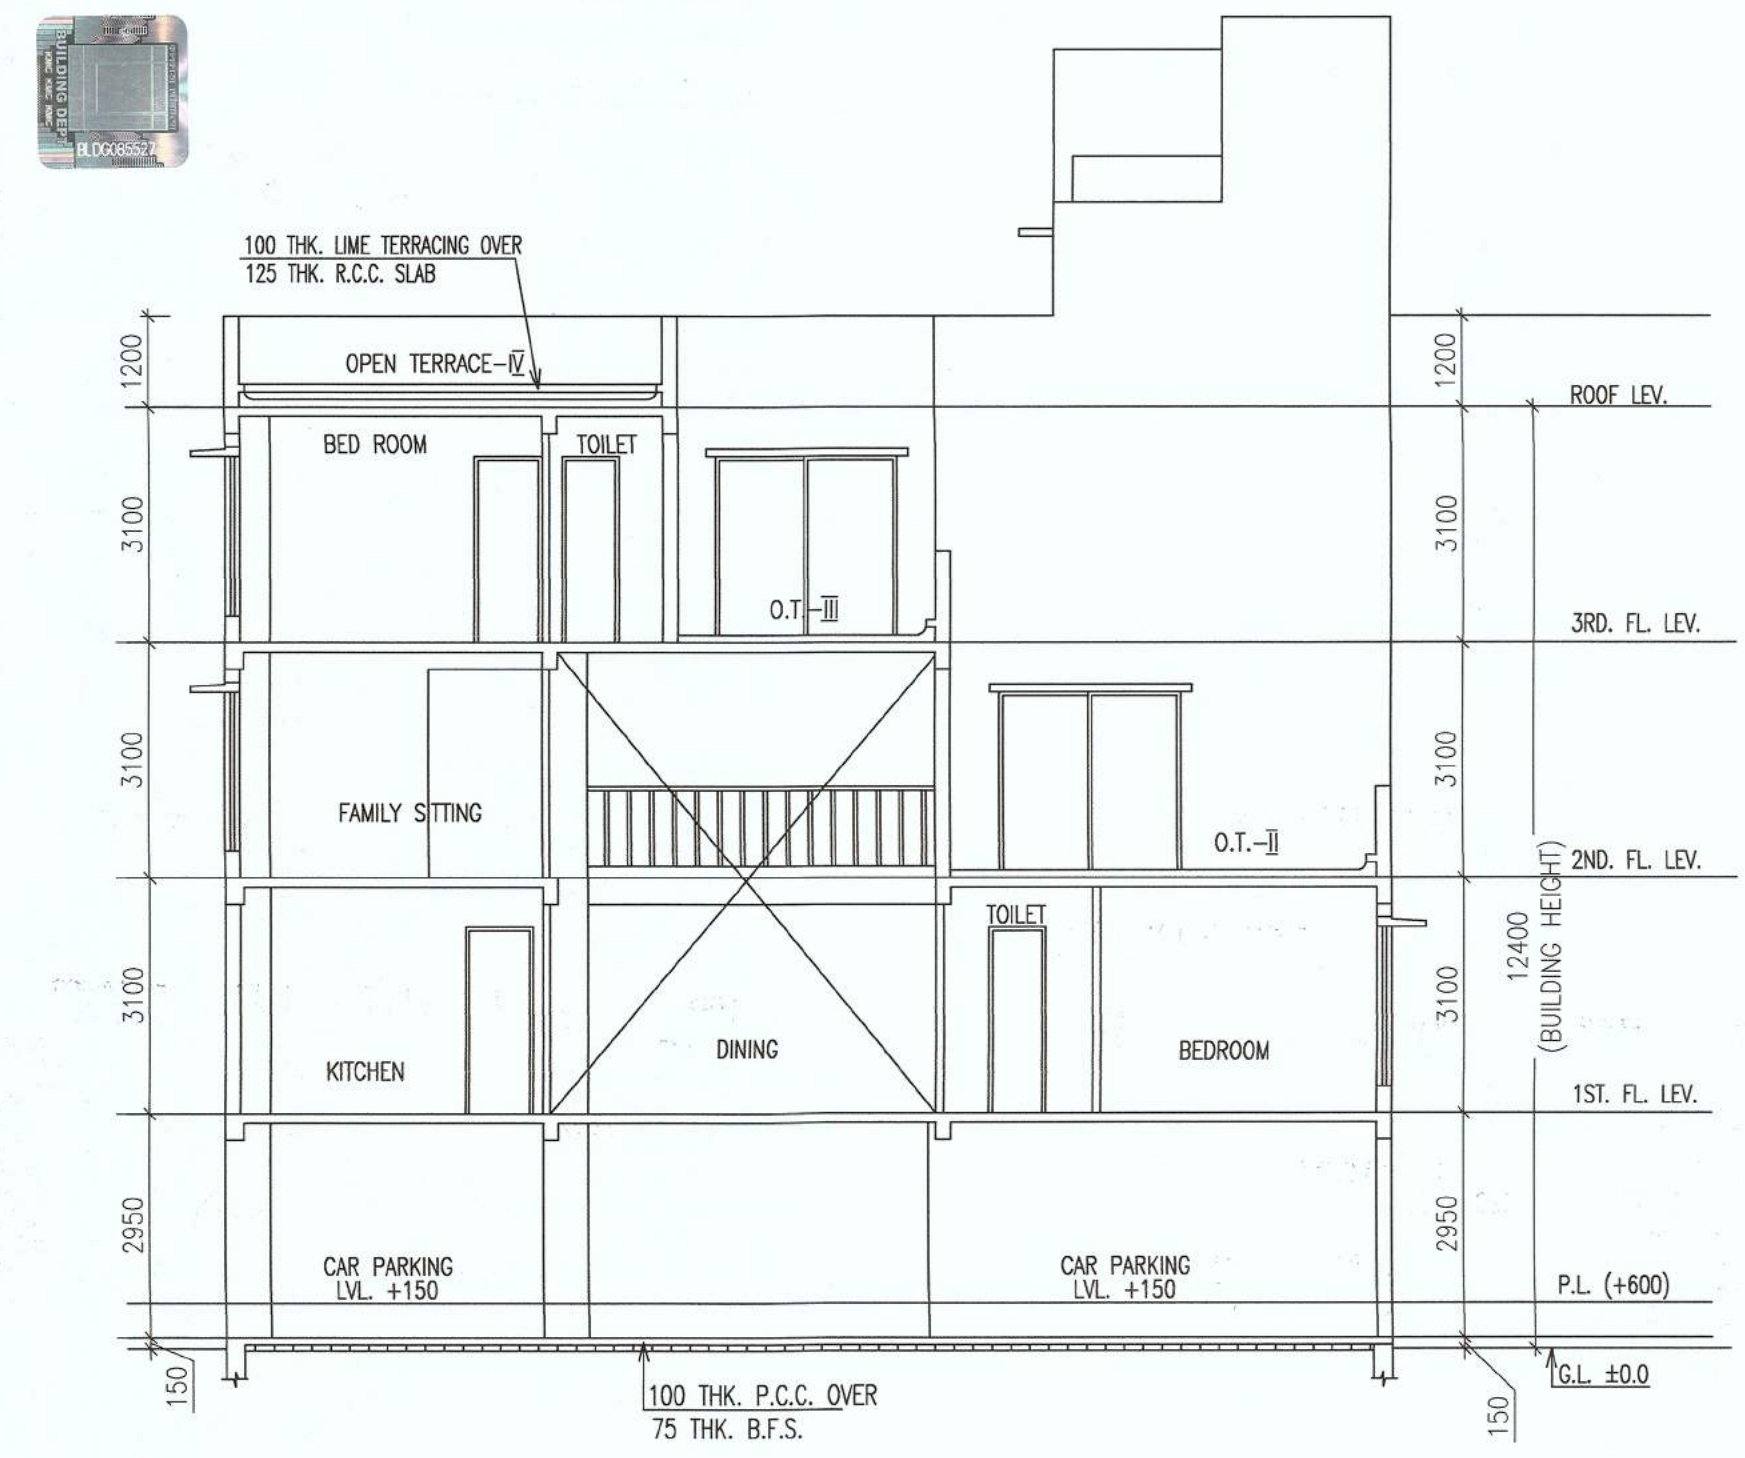 BUILDING DEPT.
KMC KMC KMC
BLDG085527
100 THK. LIME TERRACING OVER
125 THK. R.C.C. SLAB
1200
OPEN TERRACE-IV
1200
ROOF LEV.
BED ROOM
TOILET
3100
3100
O.T.-III
3RD. FL. LEV.
3100
3100
FAMILY SITTING
O.T.-II
2ND. FL. LEV.
12400
(BUILDING HEIGHT)
TOILET
3100
3100
KITCHEN
DINING
BEDROOM
1ST. FL. LEV.
2950
2950
CAR PARKING
LVL. +150
CAR PARKING
LVL. +150
P.L. (+600)
150
G.L. ±0.0
150
100 THK. P.C.C. OVER
75 THK. B.F.S.